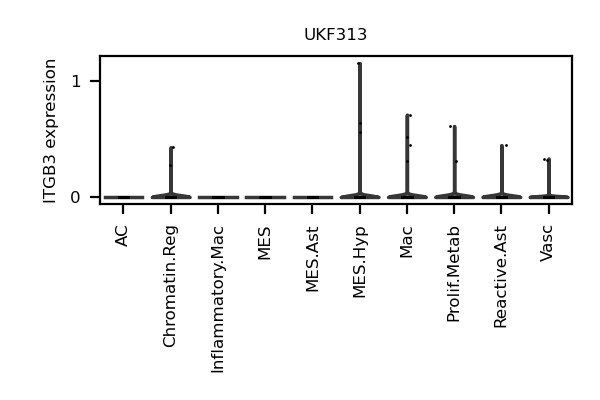 UKF313
ITGB3 expression
1
0
AC
Chromatin.Reg
Inflammatory.Mac
MES
MES.Ast
MES.Hyp
Mac
Prolif.Metab
Reactive.Ast
Vasc